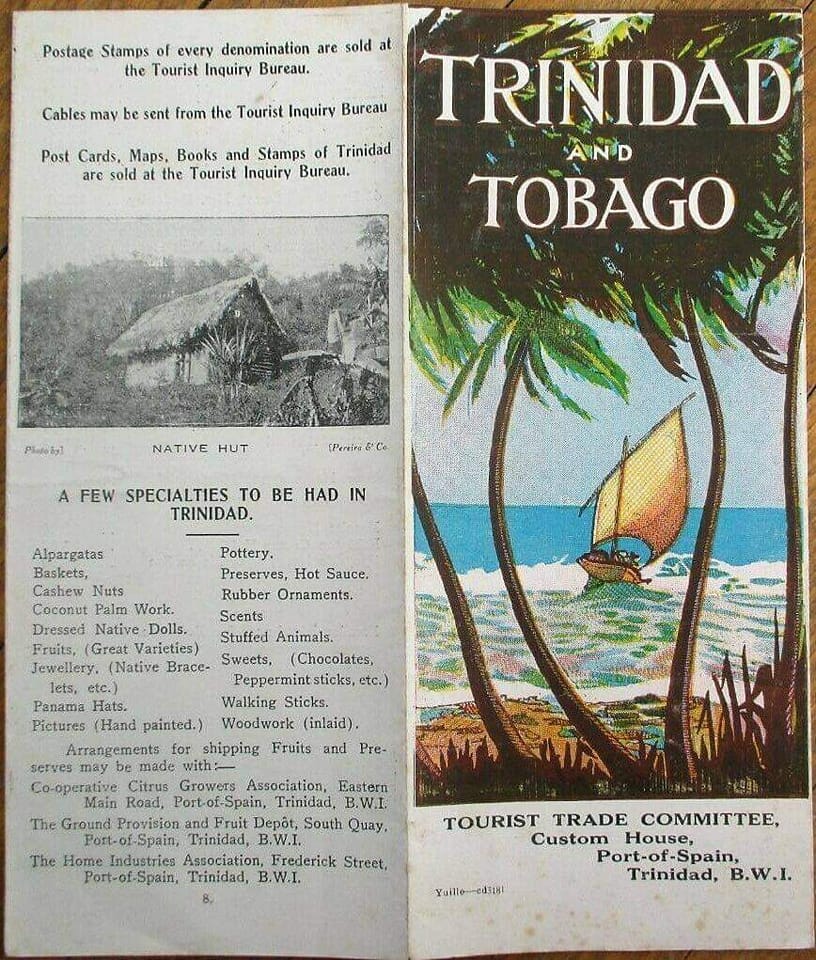 Postage Stamps of every denomination are sold at
the Tourist Inquiry Bureau.
Cables may be sent from the Tourist Inquiry Bureau
Post Cards, Maps, Books and Stamps of Trinidad
are sold at the Tourist Inquiry Bureau.
Photo by]
NATIVE HUT
[Pereira & Co
A FEW SPECIALTIES TO BE HAD IN
TRINIDAD.
Alpargatas
Baskets,
Cashew Nuts
Coconut Palm Work.
Dressed Native Dolls.
Fruits, (Great Varieties)
Jewellery, (Native Brace-
lets, etc.)
Panama Hats.
Pictures (Hand painted.)
Pottery.
Preserves, Hot Sauce.
Rubber Ornaments.
Scents
Stuffed Animals.
Sweets, (Chocolates,
Peppermint sticks, etc.)
Walking Sticks.
Woodwork (inlaid).
Arrangements for shipping Fruits and Pre-
serves may be made with:—
Co-operative Citrus Growers Association, Eastern
Main Road, Port-of-Spain, Trinidad, B.W.I.
The Ground Provision and Fruit Depôt, South Quay,
Port-of-Spain, Trinidad, B.W.I.
The Home Industries Association, Frederick Street,
Port-of-Spain, Trinidad, B.W.I.
8.
TRINIDAD
AND
TOBAGO
TOURIST TRADE COMMITTEE,
Custom House,
Port-of-Spain,
Trinidad, B.W.I.
Yuille—cd3181